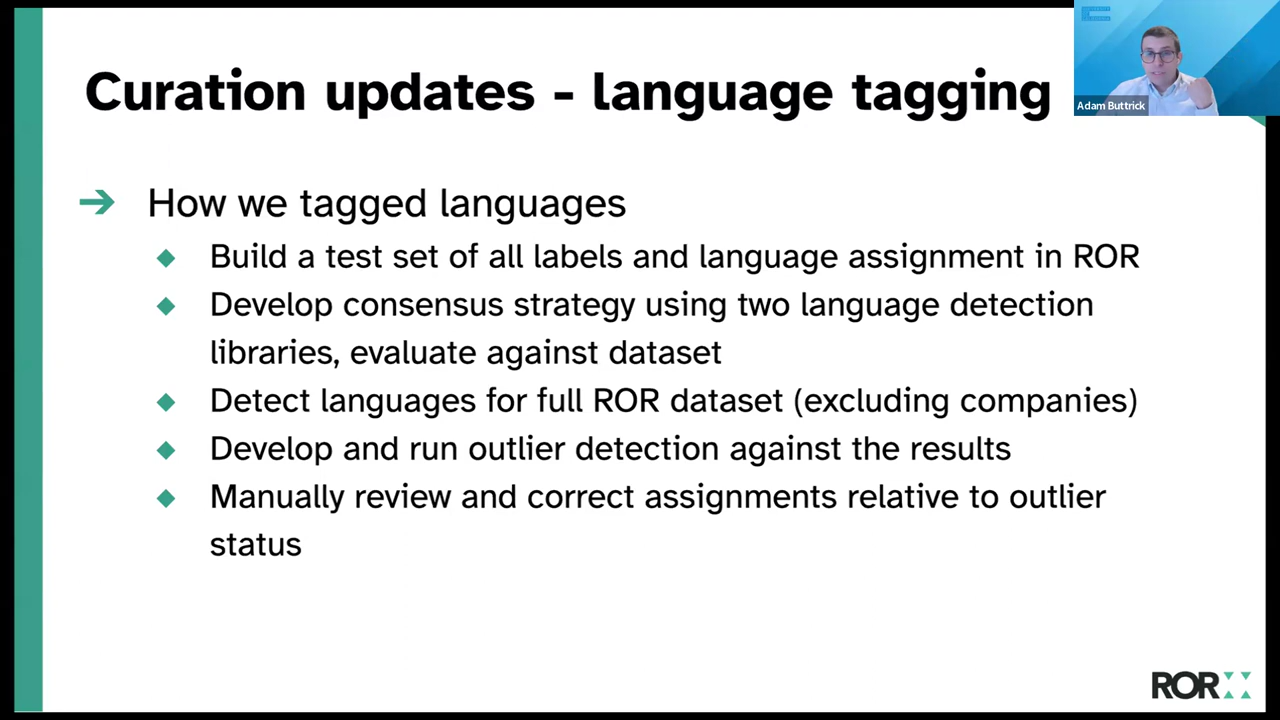 Curation updates - language tagging
Adam Buttrick
How we tagged languages
Build a test set of all labels and language assignment in ROR
Develop consensus strategy using two language detection
libraries, evaluate against dataset
Detect languages for full ROR dataset (excluding companies)
Develop and run outlier detection against the results
Manually review and correct assignments relative to outlier
status
ROR